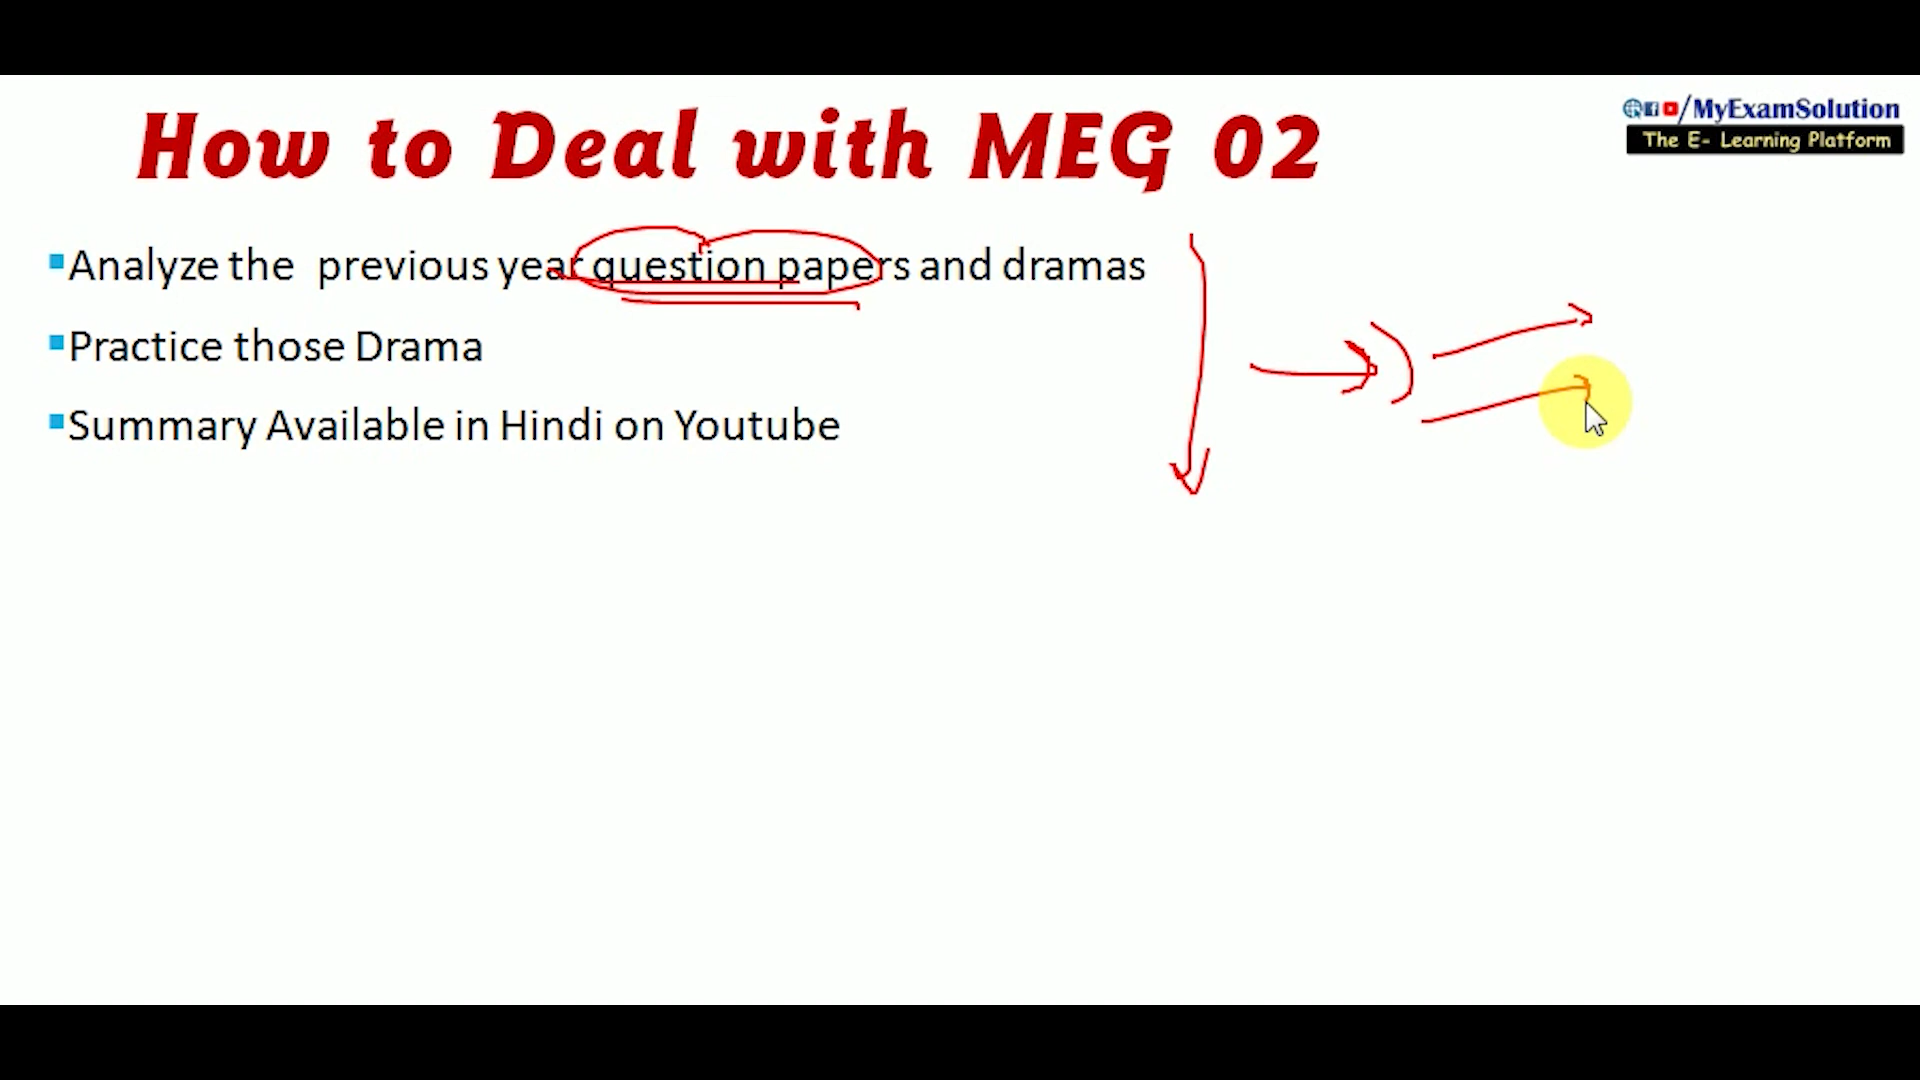 How to Deal with MEG 02
/MyExamSolution
The E- Learning Platform
Analyze the previous year question papers and dramas
Practice those Drama
Summary Available in Hindi on Youtube